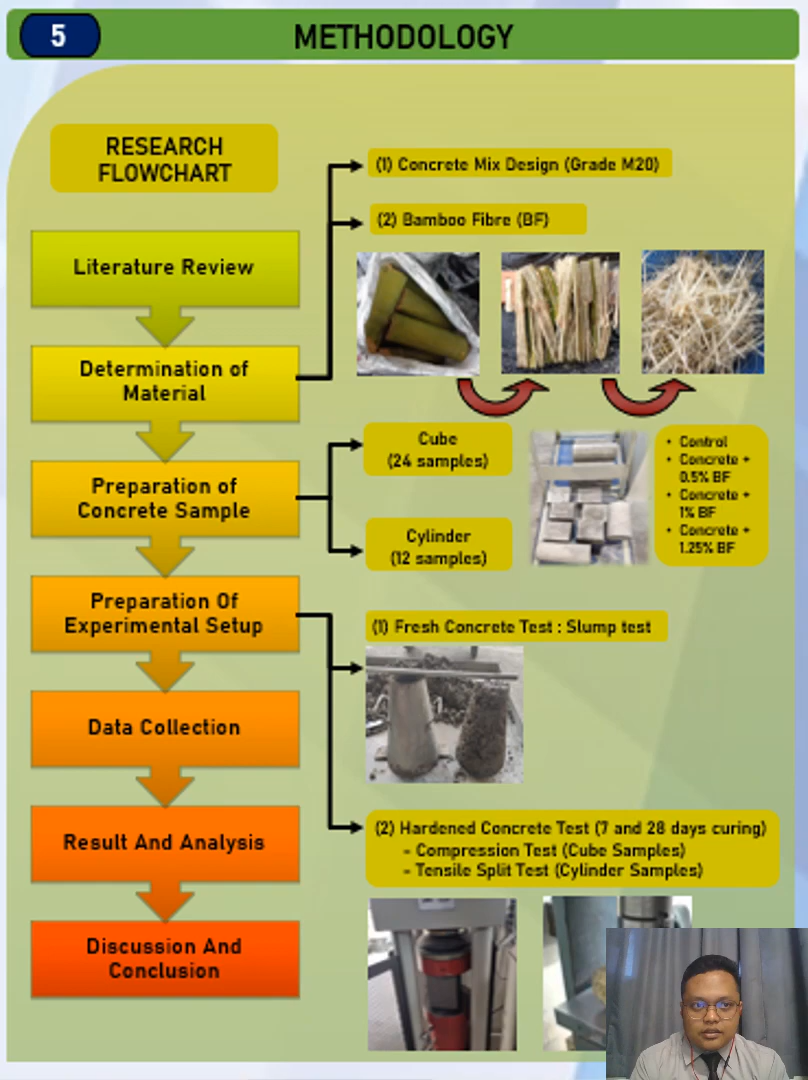 5
METHODOLOGY
RESEARCH
FLOWCHART
Literature Review
Determination of
Material
Preparation of
Concrete Sample
Preparation Of
Experimental Setup
Data Collection
Result And Analysis
Discussion And
Conclusion
(1) Concrete Mix Design (Grade M20)
(2) Bamboo Fibre (BF)
Cube
(24 samples)
Cylinder
(12 samples)
• Control
• Concrete +
0.5% BF
• Concrete +
1% BF
• Concrete +
1.25% BF
(1) Fresh Concrete Test : Slump test
(2) Hardened Concrete Test (7 and 28 days curing)
- Compression Test (Cube Samples)
- Tensile Split Test (Cylinder Samples)